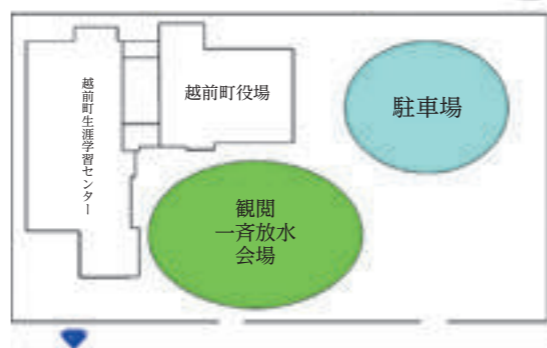 越前町生涯学習センター
越前町役場
駐車場
観閲
一斉放水
会場